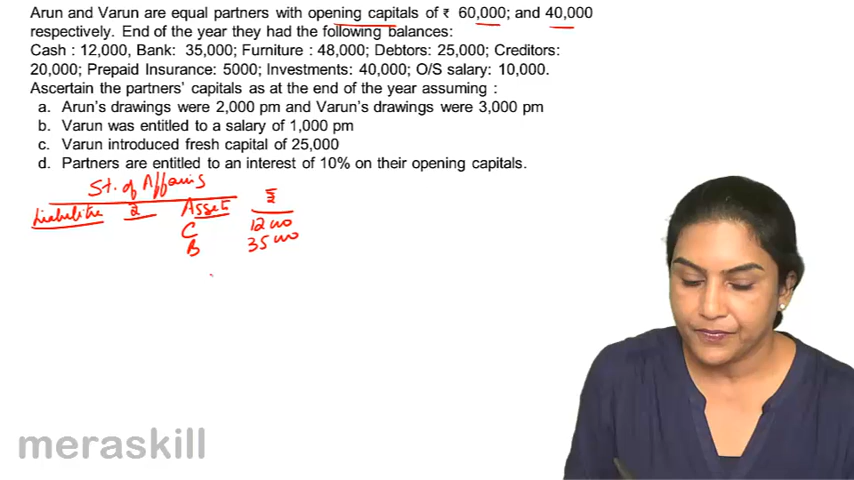 Arun and Varun are equal partners with opening capitals of ₹ 60,000; and 40,000
respectively. End of the year they had the following balances:
Cash : 12,000, Bank: 35,000; Furniture : 48,000; Debtors: 25,000; Creditors:
20,000; Prepaid Insurance: 5000; Investments: 40,000; O/S salary: 10,000.
Ascertain the partners' capitals as at the end of the year assuming :
a. Arun's drawings were 2,000 pm and Varun's drawings were 3,000 pm
b. Varun was entitled to a salary of 1,000 pm
c. Varun introduced fresh capital of 25,000
d. Partners are entitled to an interest of 10% on their opening capitals.
St. of Affairs
Liabilities ₹ Asset ₹
C 12000
B 35000
meraskill